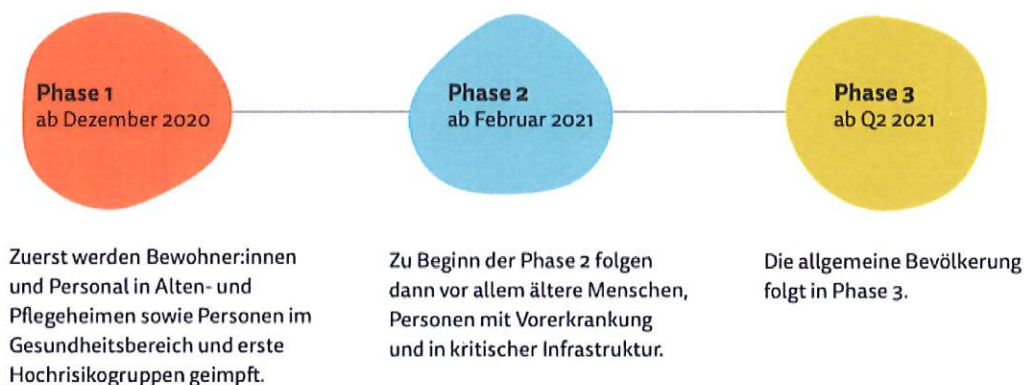 Phase 1
ab Dezember 2020
Phase 2
ab Februar 2021
Phase 3
ab Q2 2021
Zuerst werden Bewohner:innen
und Personal in Alten- und
Pflegeheimen sowie Personen im
Gesundheitsbereich und erste
Hochrisikogruppen geimpft.
Zu Beginn der Phase 2 folgen
dann vor allem ältere Menschen,
Personen mit Vorerkrankung
und in kritischer Infrastruktur.
Die allgemeine Bevölkerung
folgt in Phase 3.